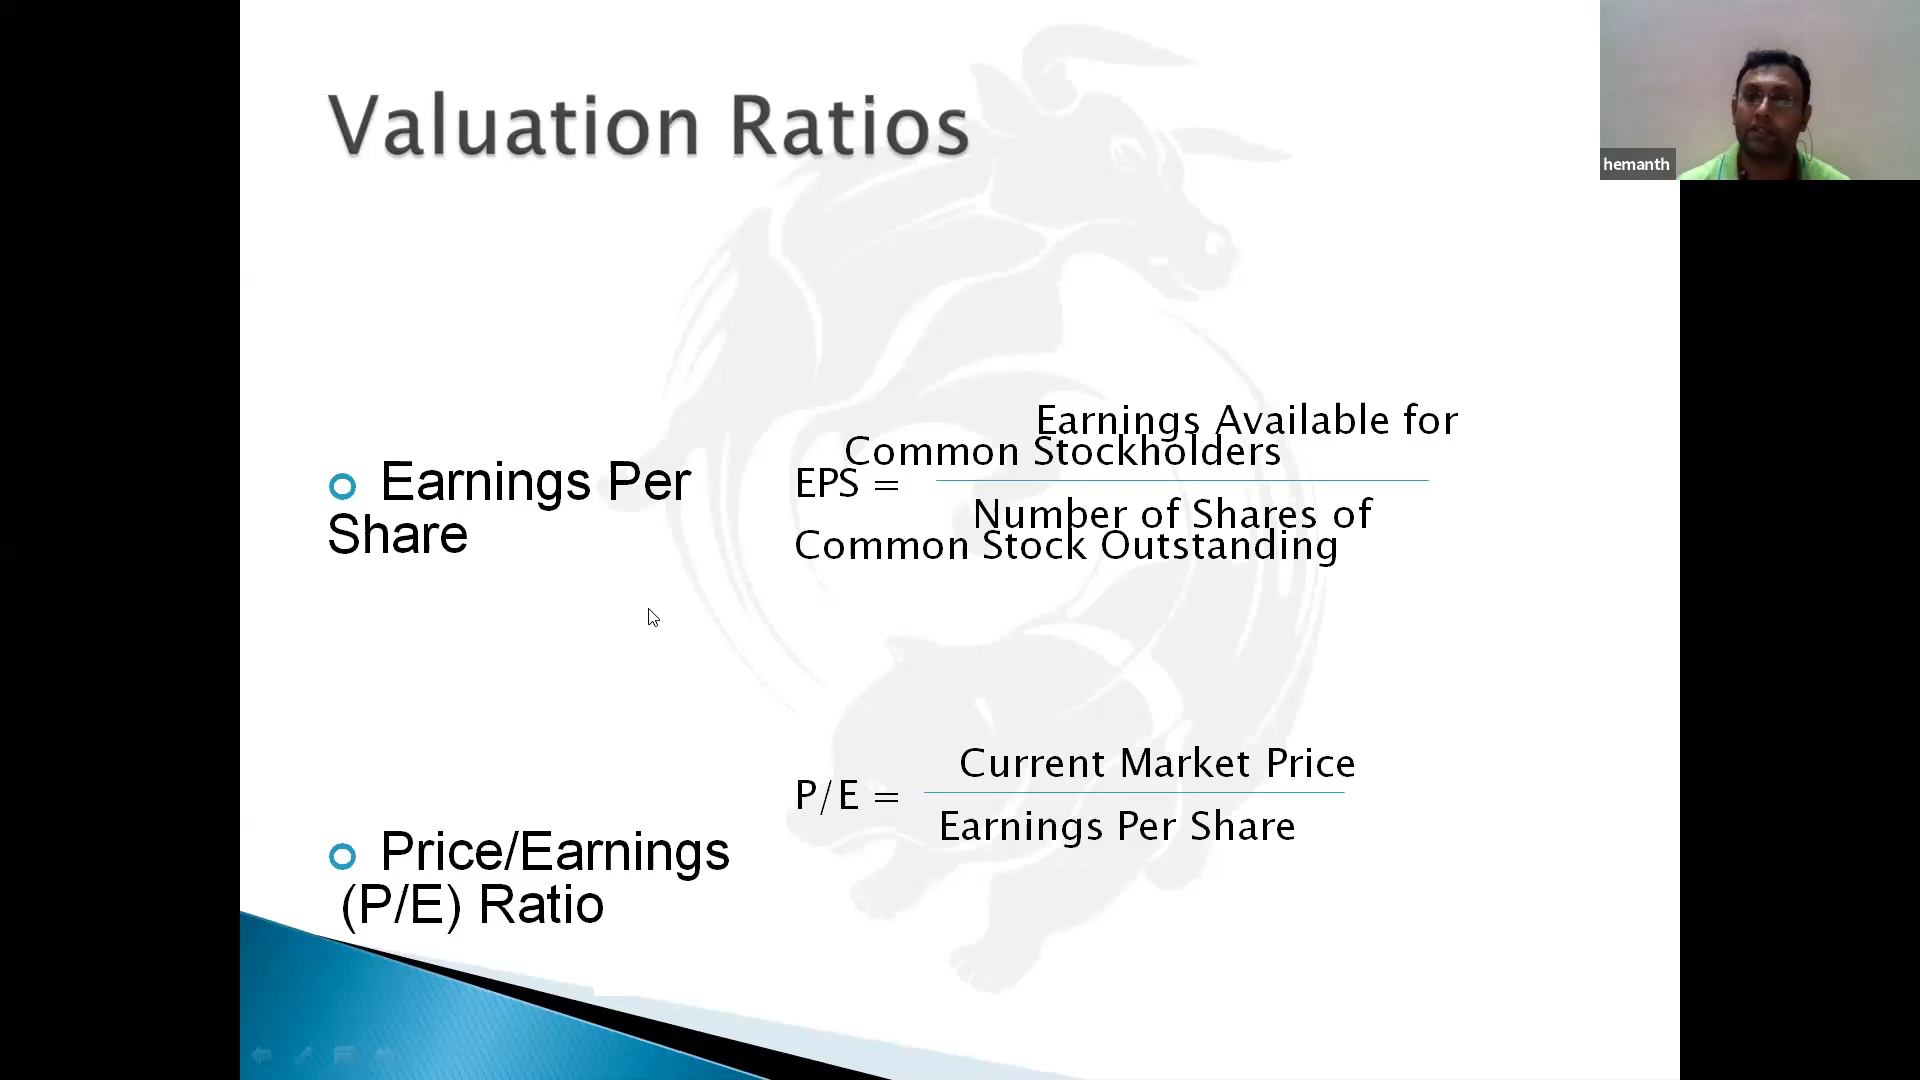 Valuation Ratios
hemanth
Earnings Per
Share
Earnings Available for
Common Stockholders
EPS =
Number of Shares of
Common Stock Outstanding
Price/Earnings
(P/E) Ratio
Current Market Price
P/E =
Earnings Per Share